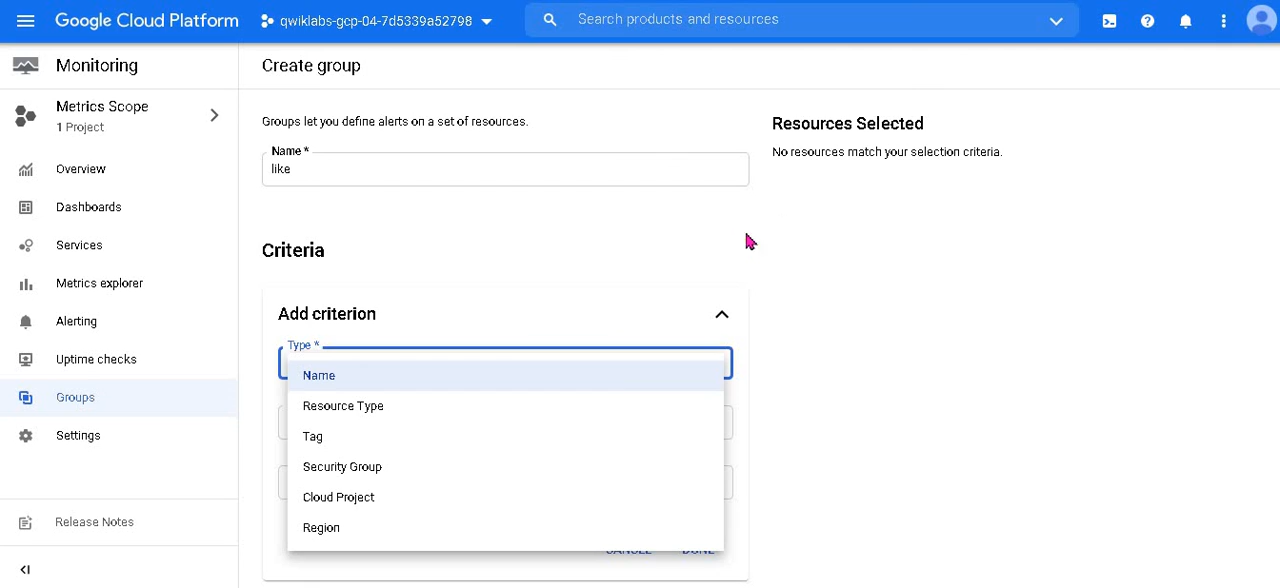 Google Cloud Platform
qwiklabs-gcp-04-7d5339a52798
Search products and resources
Monitoring
Metrics Scope
1 Project
Overview
Dashboards
Services
Metrics explorer
Alerting
Uptime checks
Groups
Settings
Release Notes
Create group
Groups let you define alerts on a set of resources.
Name *
like
Criteria
Add criterion
Type *
Name
Resource Type
Tag
Security Group
Cloud Project
Region
CANCEL DONE
Resources Selected
No resources match your selection criteria.